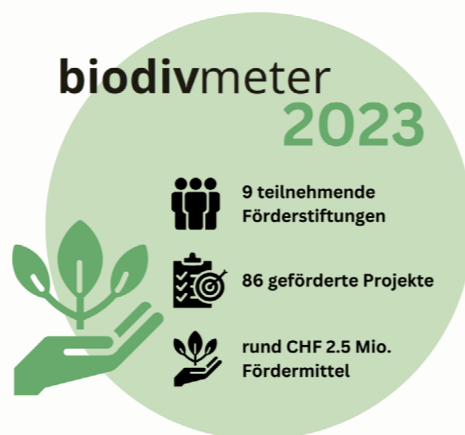 biodivmeter
2023
9 teilnehmende
Förderstiftungen
86 geförderte Projekte
rund CHF 2.5 Mio.
Fördermittel